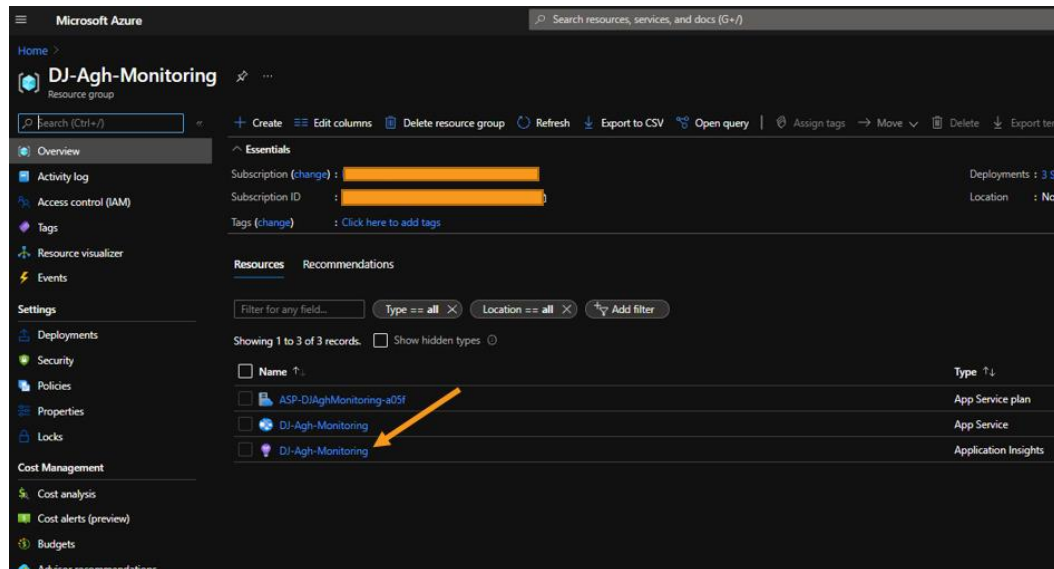 Microsoft Azure
Search resources, services, and docs (G+/)
Home >
DJ-Agh-Monitoring
Resource group
Search (Ctrl+/)
Create Edit columns Delete resource group Refresh Export to CSV Open query Assign tags Move Delete Export
Overview
Activity log
Access control (IAM)
Tags
Resource visualizer
Events
Settings
Deployments
Security
Policies
Properties
Locks
Cost Management
Cost analysis
Cost alerts (preview)
Budgets
Advisor recommendations
Essentials
Subscription (change) :
Deployments : 3 S
Subscription ID :
Location : No
Tags (change) : Click here to add tags
Resources Recommendations
Filter for any field...
Type == all
Location == all
Add filter
Showing 1 to 3 of 3 records.
Show hidden types
Name
Type
ASP-DJAghMonitoring-a05f
App Service plan
DJ-Agh-Monitoring
App Service
DJ-Agh-Monitoring
Application Insights